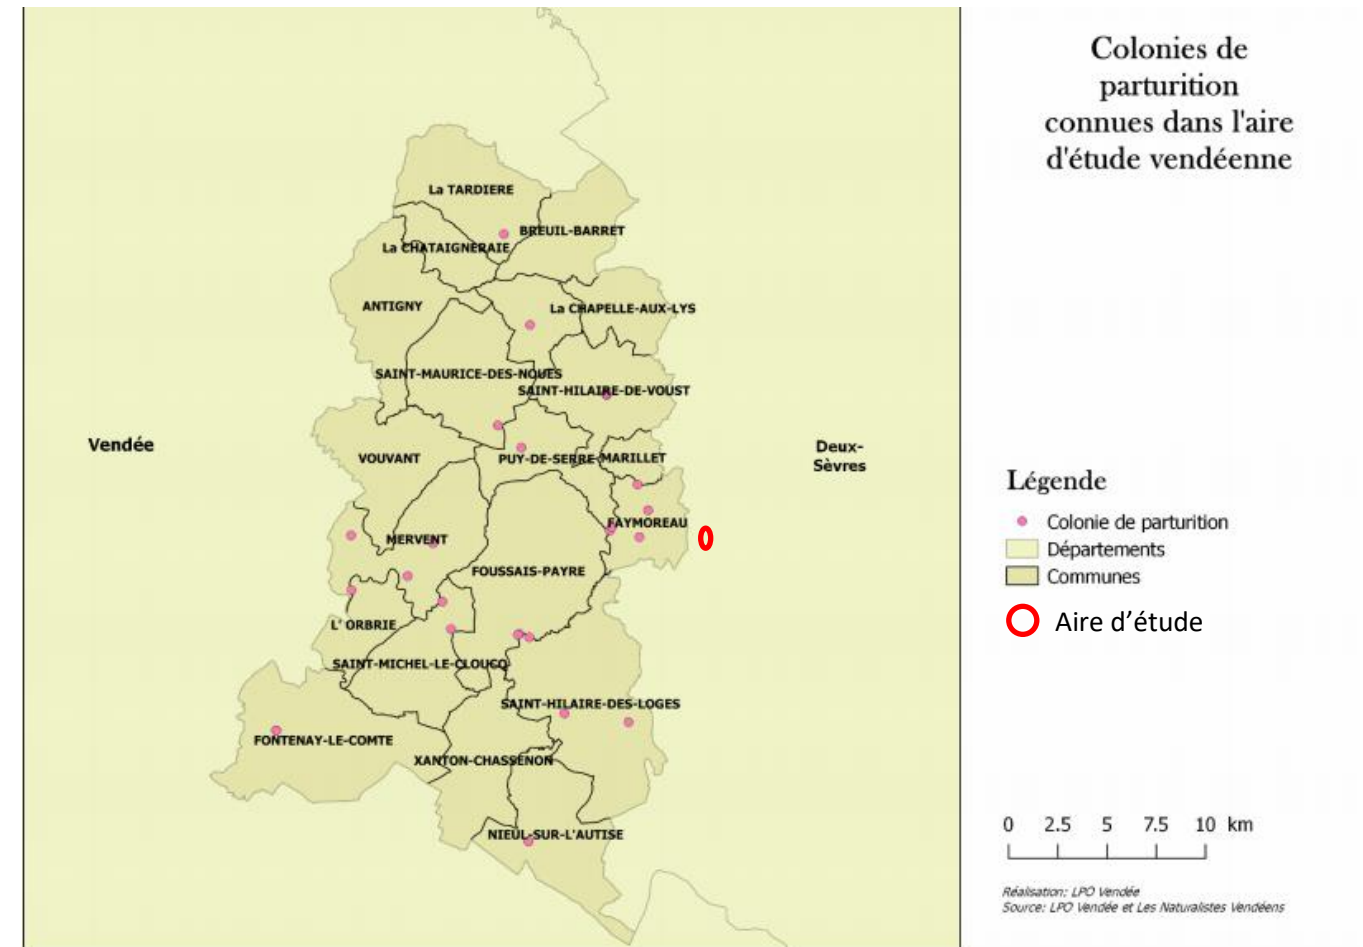 Colonies de
parturition
connues dans l'aire
d'étude vendéenne
La TARDIERE
BREUIL-BARRET
La CHATAIGNERAIE
ANTIGNY
La CHAPELLE-AUX-LYS
SAINT-MAURICE-DES-NOUES
SAINT-HILAIRE-DE-VOUST
Vendée
Deux-
Sèvres
VOUVANT
PUY-DE-SERRE
MARILLET
FAYMOREAU
MERVENT
FOUSSAIS-PAYRE
L' ORBRIE
SAINT-MICHEL-LE-CLOUCQ
SAINT-HILAIRE-DES-LOGES
FONTENAY-LE-COMTE
XANTON-CHASSENON
NIEUL-SUR-L'AUTISE
Légende
Colonie de parturition
Départements
Communes
Aire d’étude
0 2.5 5 7.5 10 km
Réalisation: LPO Vendée
Source: LPO Vendée et Les Naturalistes Vendéens